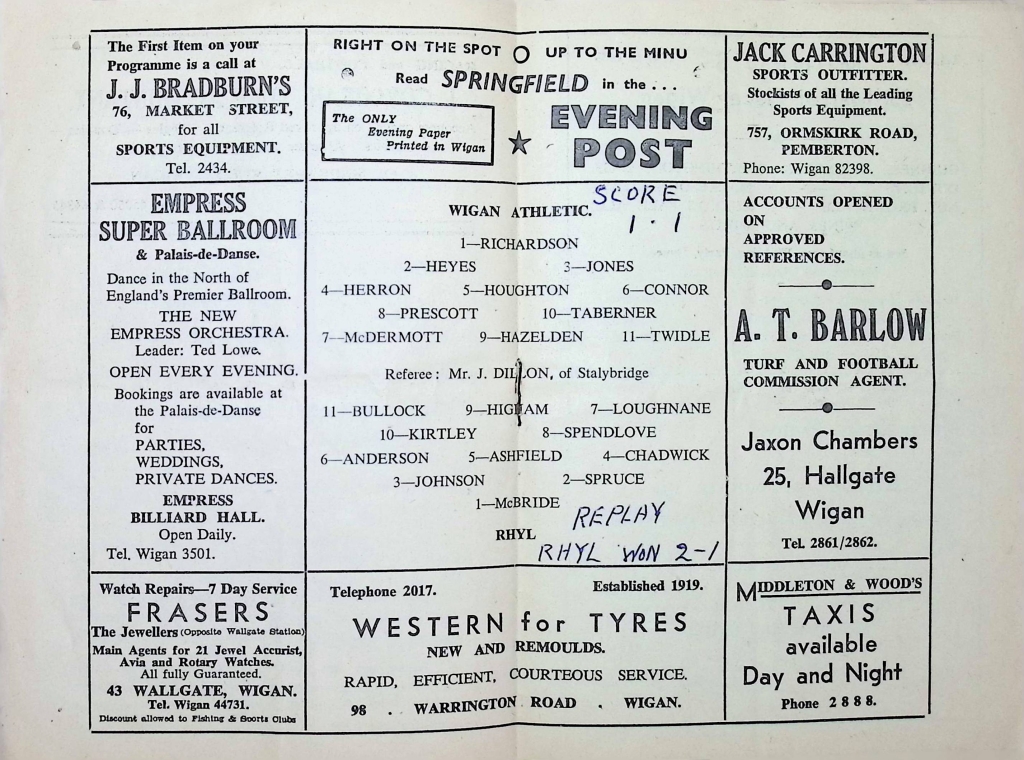 The First Item on your
Programme is a call at
J. J. BRADBURN'S
76, MARKET STREET,
for all
SPORTS EQUIPMENT.
Tel. 2434.
RIGHT ON THE SPOT O UP TO THE MINU
Read SPRINGFIELD in the ...
The ONLY
Evening Paper
Printed in Wigan
★ EVENING
POST
JACK CARRINGTON
SPORTS OUTFITTER.
Stockists of all the Leading
Sports Equipment.
757, ORMSKIRK ROAD,
PEMBERTON.
Phone: Wigan 82398.
EMPRESS
SUPER BALLROOM
& Palais-de-Danse.
Dance in the North of
England's Premier Ballroom.
THE NEW
EMPRESS ORCHESTRA.
Leader: Ted Lowe.
OPEN EVERY EVENING.
Bookings are available at
the Palais-de-Danse
for
PARTIES,
WEDDINGS,
PRIVATE DANCES.
EMPRESS
BILLIARD HALL.
Open Daily.
Tel. Wigan 3501.
WIGAN ATHLETIC. SCORE
1 · 1
1—RICHARDSON
2—HEYES 3—JONES
4—HERRON 5—HOUGHTON 6—CONNOR
8—PRESCOTT 10—TABERNER
7—McDERMOTT 9—HAZELDEN 11—TWIDLE
Referee: Mr. J. DILLON, of Stalybridge
11—BULLOCK 9—HIGHAM 7—LOUGHNANE
10—KIRTLEY 8—SPENDLOVE
6—ANDERSON 5—ASHFIELD 4—CHADWICK
3—JOHNSON 2—SPRUCE
1—McBRIDE
REPLAY
RHYL
RHYL WON 2-1
ACCOUNTS OPENED
ON
APPROVED
REFERENCES.
A. T. BARLOW
TURF AND FOOTBALL
COMMISSION AGENT.
Jaxon Chambers
25, Hallgate
Wigan
Tel. 2861/2862.
Watch Repairs—7 Day Service
FRASERS
The Jewellers (Opposite Wallgate Station)
Main Agents for 21 Jewel Accurist,
Avia and Rotary Watches.
All fully Guaranteed.
43 WALLGATE, WIGAN.
Tel. Wigan 44731.
Discount allowed to Fishing & Sports Clubs
Telephone 2017. Established 1919.
WESTERN for TYRES
NEW AND REMOULDS.
RAPID, EFFICIENT, COURTEOUS SERVICE.
98 . WARRINGTON ROAD . WIGAN.
MIDDLETON & WOOD'S
TAXIS
available
Day and Night
Phone 2888.